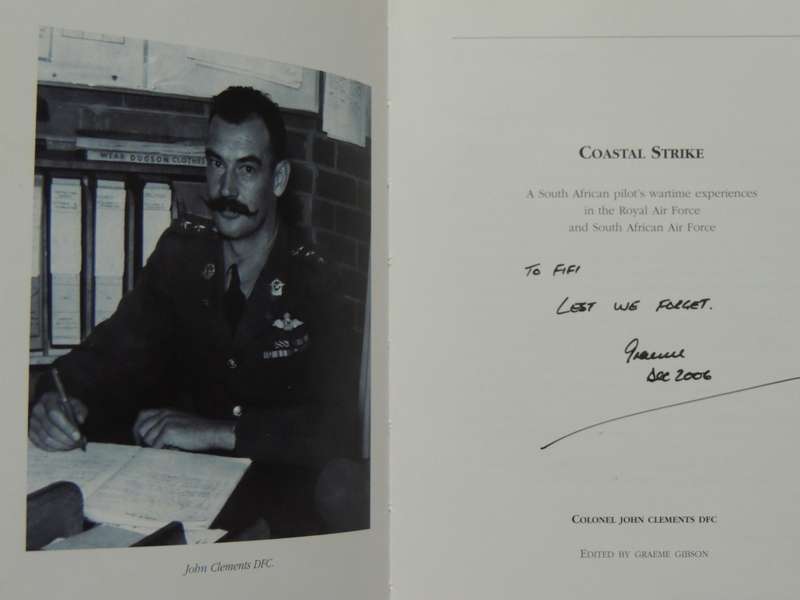 WEAR DUGSON CLOTHES
John Clements DFC.
COASTAL STRIKE
A South African pilot's wartime experiences
in the Royal Air Force
and South African Air Force
TO FIFI
LEST WE FORGET.
Graeme
Dec 2006
COLONEL JOHN CLEMENTS DFC
EDITED BY GRAEME GIBSON